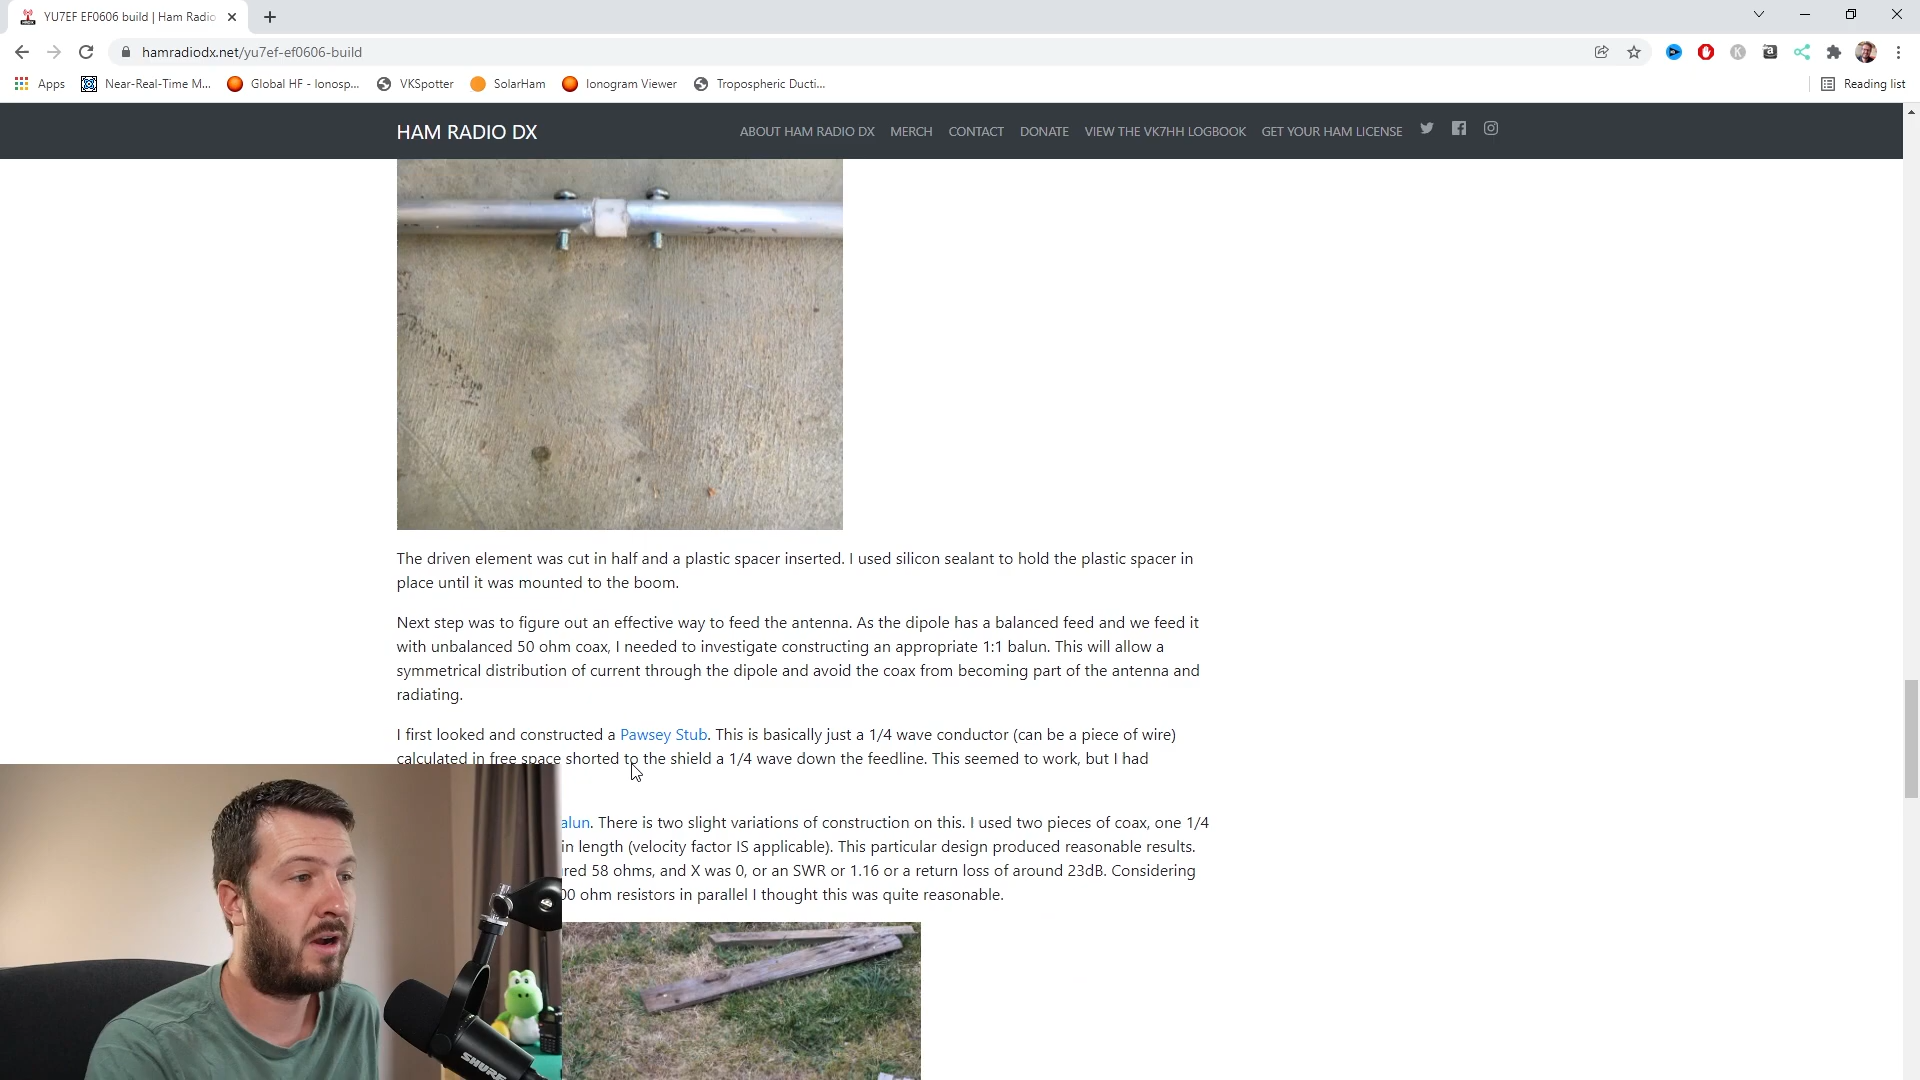 YU7EF EF0606 build | Ham Radio
hamradiodx.net/yu7ef-ef0606-build
Apps Near-Real-Time M... Global HF - Ionosp... VKSpotter SolarHam Ionogram Viewer Tropospheric Ducti... Reading list
HAM RADIO DX ABOUT HAM RADIO DX MERCH CONTACT DONATE VIEW THE VK7HH LOGBOOK GET YOUR HAM LICENSE
The driven element was cut in half and a plastic spacer inserted. I used silicon sealant to hold the plastic spacer in
place until it was mounted to the boom.
Next step was to figure out an effective way to feed the antenna. As the dipole has a balanced feed and we feed it
with unbalanced 50 ohm coax, I needed to investigate constructing an appropriate 1:1 balun. This will allow a
symmetrical distribution of current through the dipole and avoid the coax from becoming part of the antenna and
radiating.
I first looked and constructed a Pawsey Stub. This is basically just a 1/4 wave conductor (can be a piece of wire)
calculated in free space shorted to the shield a 1/4 wave down the feedline. This seemed to work, but I had
alun. There is two slight variations of construction on this. I used two pieces of coax, one 1/4
in length (velocity factor IS applicable). This particular design produced reasonable results.
red 58 ohms, and X was 0, or an SWR or 1.16 or a return loss of around 23dB. Considering
00 ohm resistors in parallel I thought this was quite reasonable.
SHURE